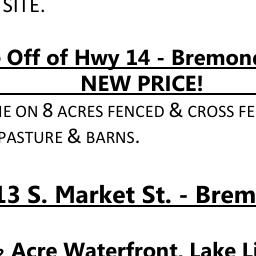 SITE.
Off of Hwy 14 - Bremond
NEW PRICE!
ON 8 ACRES FENCED & CROSS FE
PASTURE & BARNS.
13 S. Market St. - Brem
Acre Waterfront, Lake Li